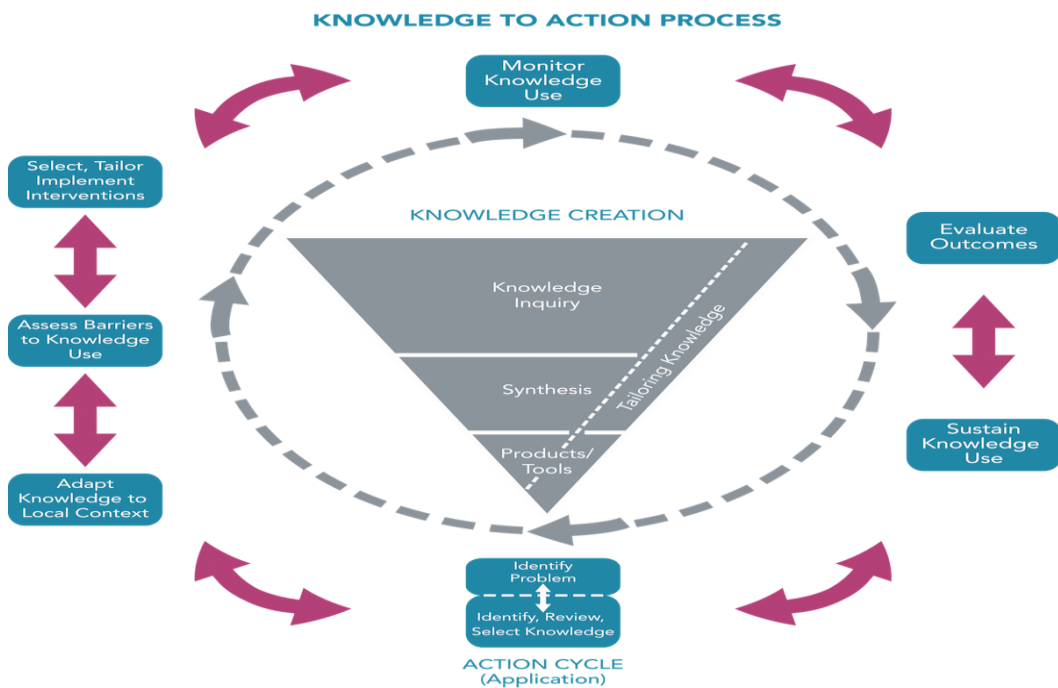 KNOWLEDGE TO ACTION PROCESS
Monitor
Knowledge
Use
Select, Tailor
Implement
Interventions
KNOWLEDGE CREATION
Evaluate
Outcomes
Knowledge
Inquiry
Tailoring Knowledge
Assess Barriers
to Knowledge
Use
Synthesis
Sustain
Knowledge
Use
Products/
Tools
Adapt
Knowledge to
Local Context
Identify
Problem
Identify, Review,
Select Knowledge
ACTION CYCLE
(Application)